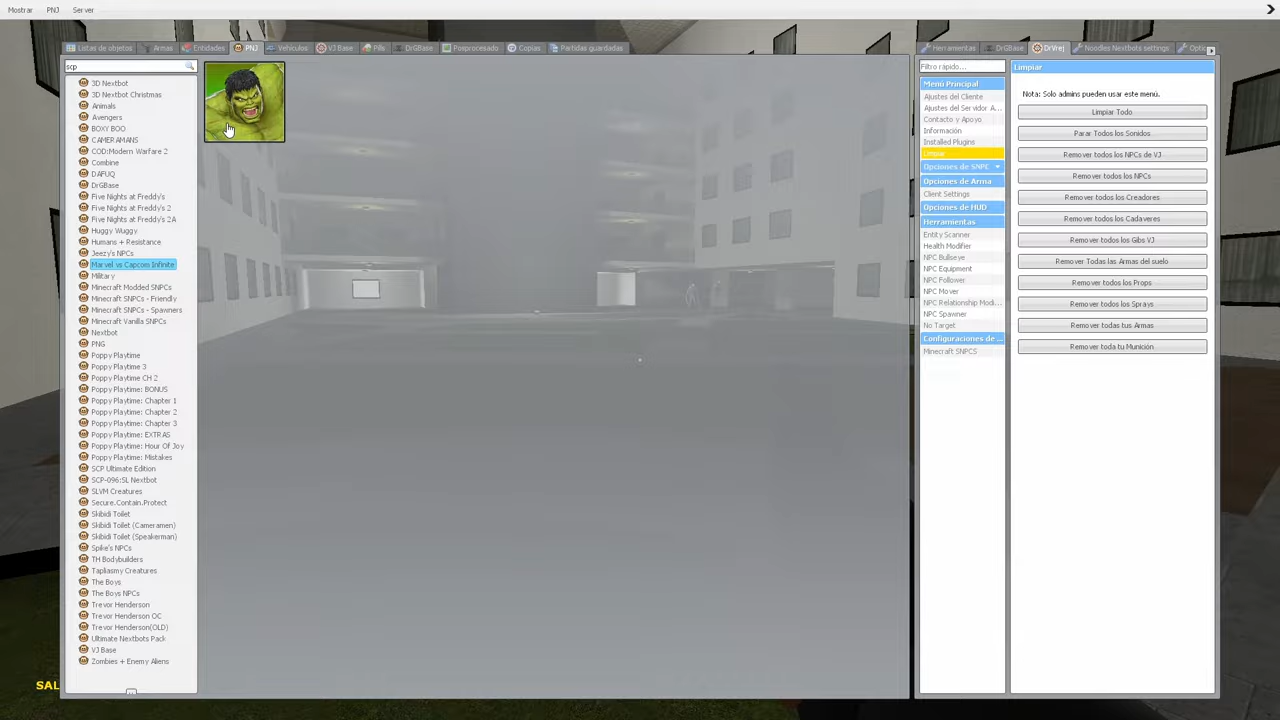 Mostrar PNJ Server
Listas de objetos Armas Entidades PNJ Vehículos VJ Base Pills DrGBase Posprocesado Copias Partidas guardadas
scp
3D Nextbot
3D Nextbot Christmas
Animals
Avengers
BOXY BOO
CAMERAMANS
COD:Modern Warfare 2
Combine
DAFUQ
DrGBase
Five Nights at Freddy's
Five Nights at Freddy's 2
Five Nights at Freddy's 2A
Huggy Wuggy
Humans + Resistance
Jeezy's NPCs
Marvel vs Capcom Infinite
Military
Minecraft Modded SNPCs
Minecraft SNPCs - Friendly
Minecraft SNPCs - Spawners
Minecraft Vanilla SNPCs
Nextbot
PNG
Poppy Playtime
Poppy Playtime 3
Poppy Playtime CH 2
Poppy Playtime: BONUS
Poppy Playtime: Chapter 1
Poppy Playtime: Chapter 2
Poppy Playtime: Chapter 3
Poppy Playtime: EXTRAS
Poppy Playtime: Hour Of Joy
Poppy Playtime: Mistakes
SCP Ultimate Edition
SCP-096:SL Nextbot
SLVM Creatures
Secure.Contain.Protect
Skibidi Toilet
Skibidi Toilet (Cameramen)
Skibidi Toilet (Speakerman)
Spike's NPCs
TH Bodybuilders
Tapliasmy Creatures
The Boys
The Boys NPCs
Trevor Henderson
Trevor Henderson OC
Trevor Henderson(OLD)
Ultimate Nextbots Pack
VJ Base
Zombies + Enemy Aliens
SAL
Herramientas DrGBase DrVrej Noodles Nextbots settings Optio
Filtro rápido...
Menú Principal
Ajustes del Cliente
Ajustes del Servidor A...
Contacto y Apoyo
Información
Installed Plugins
Limpiar
Opciones de SNPC
Opciones de Arma
Client Settings
Opciones de HUD
Herramientas
Entity Scanner
Health Modifier
NPC Bullseye
NPC Equipment
NPC Follower
NPC Mover
NPC Relationship Modi...
NPC Spawner
No Target
Configuraciones de ...
Minecraft SNPCS
Limpiar
Nota: Solo admins pueden usar este menú.
Limpiar Todo
Parar Todos los Sonidos
Remover todos los NPCs de VJ
Remover todos los NPCs
Remover todos los Creadores
Remover todos los Cadaveres
Remover todos los Gibs VJ
Remover Todas las Armas del suelo
Remover todos los Props
Remover todos los Sprays
Remover todas tus Armas
Remover toda tu Munición